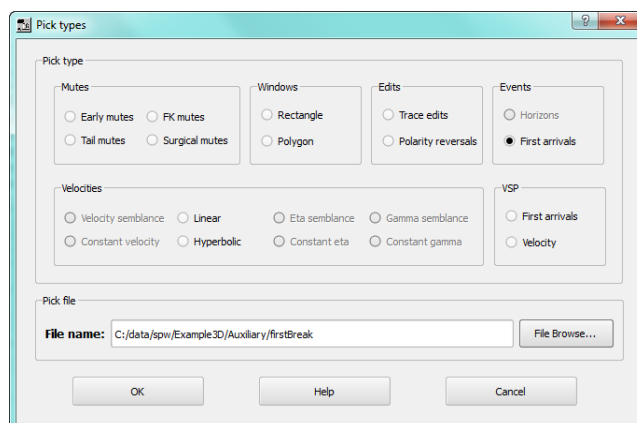 Pick types
Pick type
Mutes
Early mutes FK mutes
Tail mutes Surgical mutes
Windows
Rectangle
Polygon
Edits
Trace edits
Polarity reversals
Events
Horizons
First arrivals
Velocities
Velocity semblance Linear Eta semblance Gamma semblance
Constant velocity Hyperbolic Constant eta Constant gamma
VSP
First arrivals
Velocity
Pick file
File name: C:/data/spw/Example3D/Auxiliary/firstBreak File Browse...
OK Help Cancel